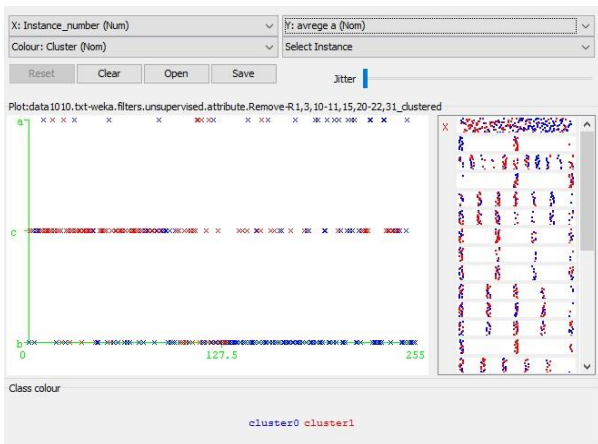 X: Instance_number (Num) Y: avrege a (Nom)
Colour: Cluster (Nom) Select Instance
Reset Clear Open Save Jitter
Plot:data1010.txt-weka.filters.unsupervised.attribute.Remove-R1,3,10-11,15,20-22,31_clustered
a
X
c
b
0 127.5 255
Class colour
cluster0 cluster1